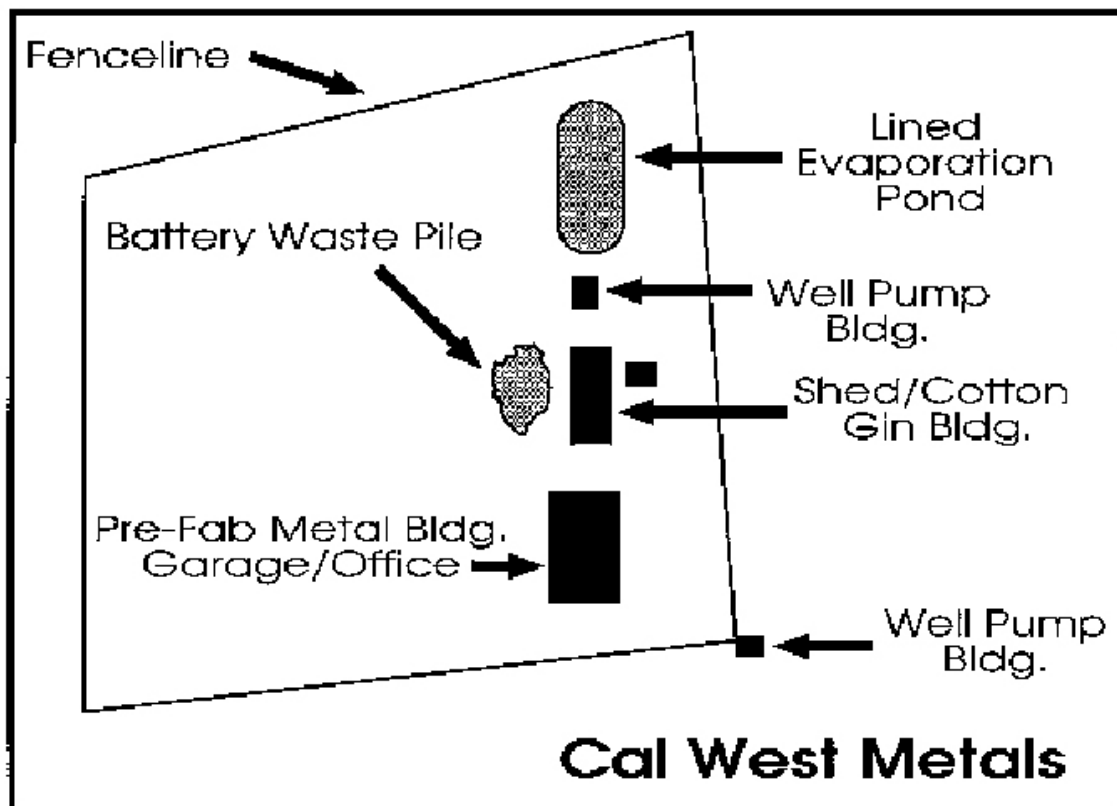 Fenceline
Lined
Evaporation
Pond
Battery Waste Pile
Well Pump
Bldg.
Shed/Cotton
Gin Bldg.
Pre-Fab Metal Bldg.
Garage/Office
Well Pump
Bldg.
Cal West Metals